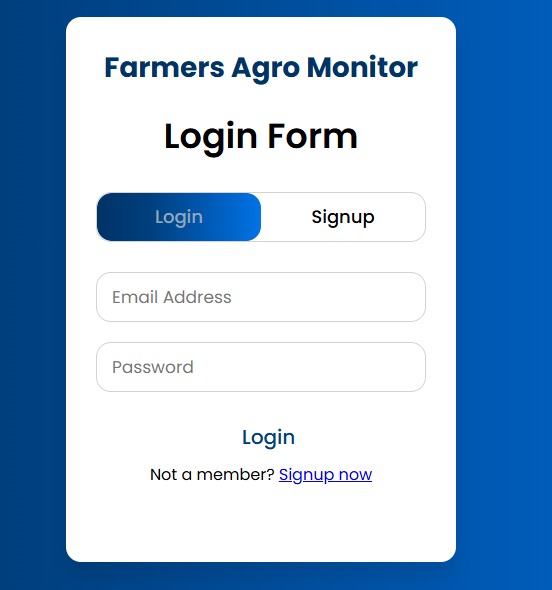 Farmers Agro Monitor
Login Form
Login Signup
Email Address
Password
Login
Not a member? Signup now